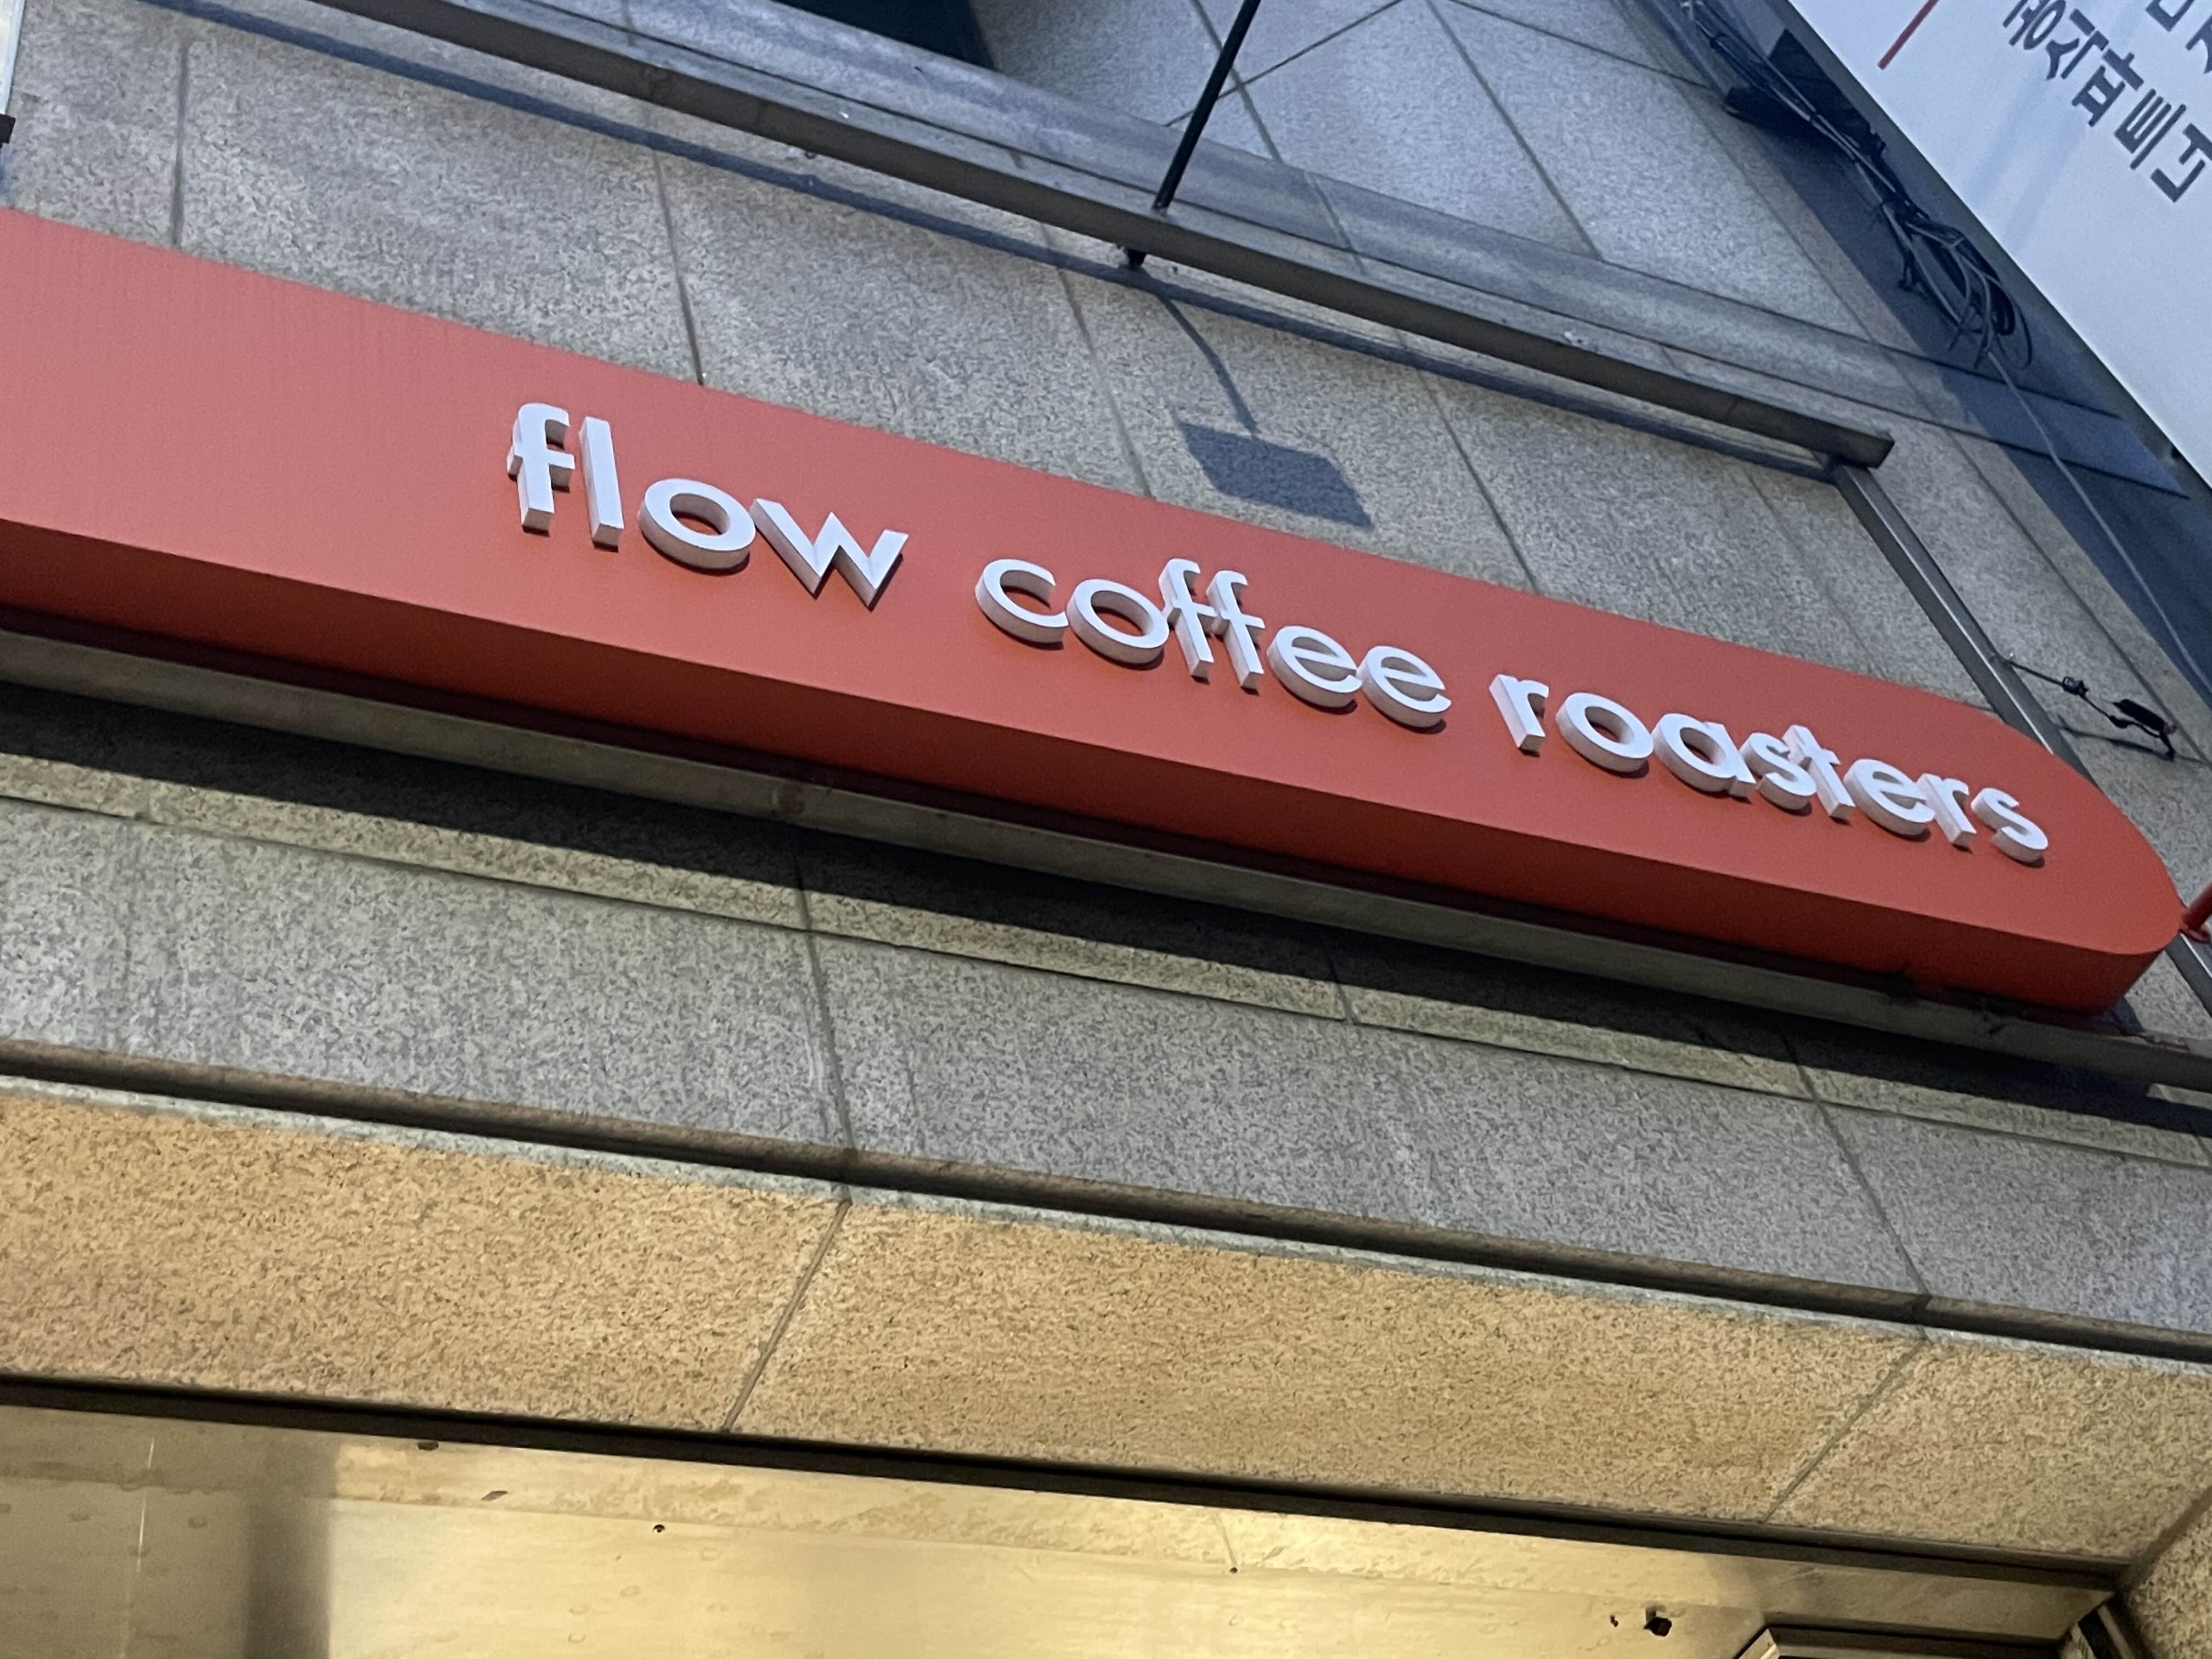 flow coffee roasters